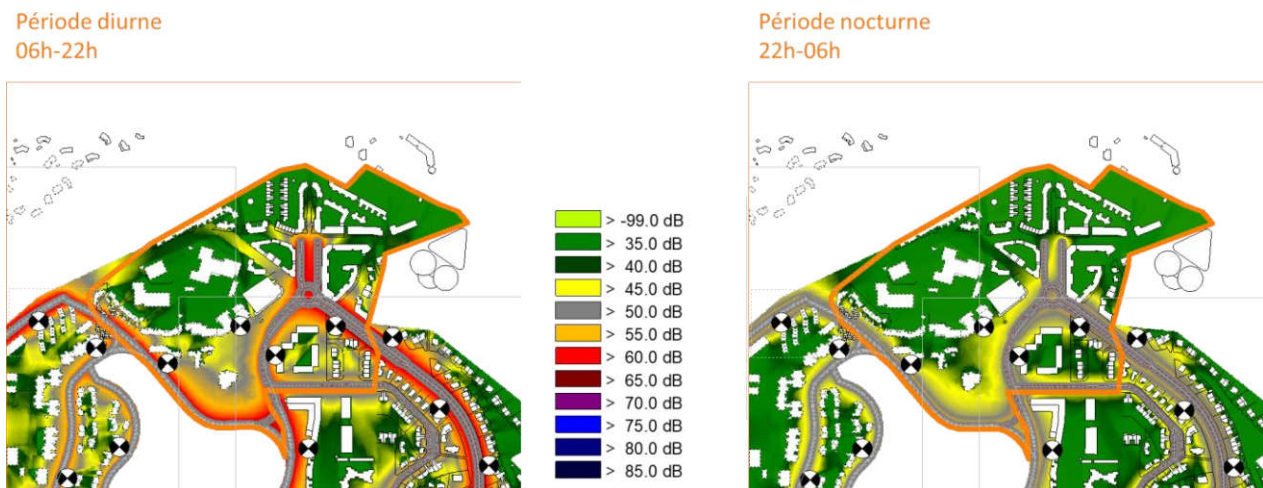 Période diurne
06h-22h
Période nocturne
22h-06h
> -99.0 dB
> 35.0 dB
> 40.0 dB
> 45.0 dB
> 50.0 dB
> 55.0 dB
> 60.0 dB
> 65.0 dB
> 70.0 dB
> 75.0 dB
> 80.0 dB
> 85.0 dB